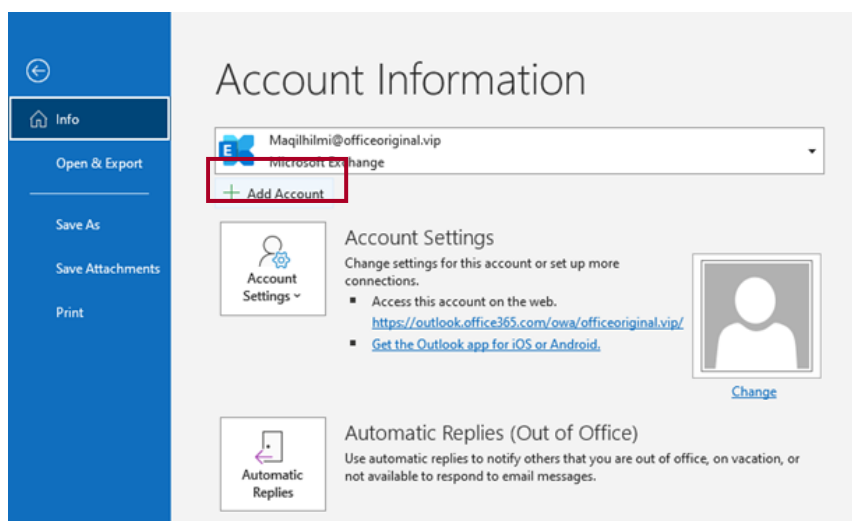 Account Information
Info
Maqilhilmi@officeoriginal.vip
Microsoft Exchange
Open & Export
Add Account
Save As
Save Attachments
Print
Account Settings
Account Settings
Change settings for this account or set up more
connections.
Access this account on the web.
https://outlook.office365.com/owa/officeoriginal.vip/
Get the Outlook app for iOS or Android.
Change
Automatic
Replies
Automatic Replies (Out of Office)
Use automatic replies to notify others that you are out of office, on vacation, or
not available to respond to email messages.